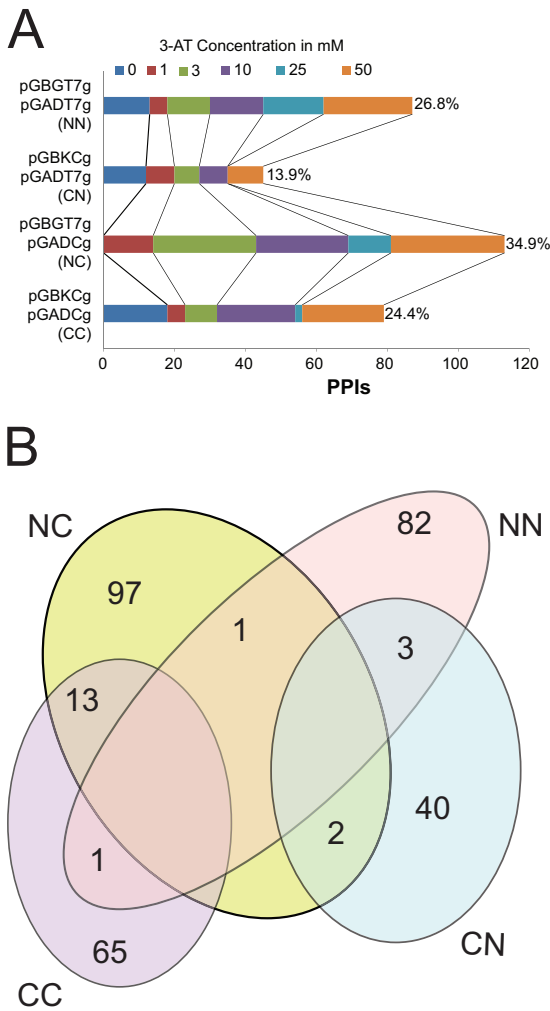 A
3-AT Concentration in mM
0 1 3 10 25 50
pGBGT7g
pGADT7g
(NN)
26.8%
pGBKCg
pGADT7g
(CN)
13.9%
pGBGT7g
pGADCg
(NC)
34.9%
pGBKCg
pGADCg
(CC)
24.4%
0 20 40 60 80 100 120
PPIs
B
NC
NN
82
97
1
3
13
40
2
1
65
CN
CC